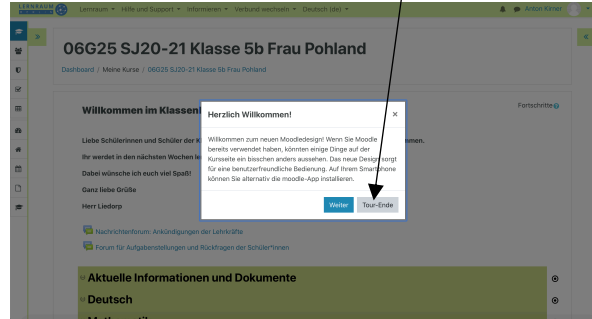 LERNRAUM
BERLIN
Lernraum Hilfe und Support Informieren Verbund wechseln Deutsch (de) Anton Kirner
06G25 SJ20-21 Klasse 5b Frau Pohland
Dashboard / Meine Kurse / 06G25 SJ20-21 Klasse 5b Frau Pohland
Fortschritte
Willkommen im Klassen
Liebe Schülerinnen und Schüler der K
mmen.
Ihr werdet in den nächsten Wochen le
Dabei wünsche ich euch viel Spaß!
Ganz liebe Grüße
Herr Liedorp
Herzlich Willkommen! ×
Willkommen zum neuen Moodledesign! Wenn Sie Moodle
bereits verwendet haben, könnten einige Dinge auf der
Kursseite ein bisschen anders aussehen. Das neue Design sorgt
für eine benutzerfreundliche Bedienung. Auf Ihrem Smartphone
können Sie alternativ die moodle-App installieren.
Weiter Tour-Ende
Nachrichtenforum: Ankündigungen der Lehrkräfte
Forum für Aufgabenstellungen und Rückfragen der Schüler*innen
Aktuelle Informationen und Dokumente
Deutsch